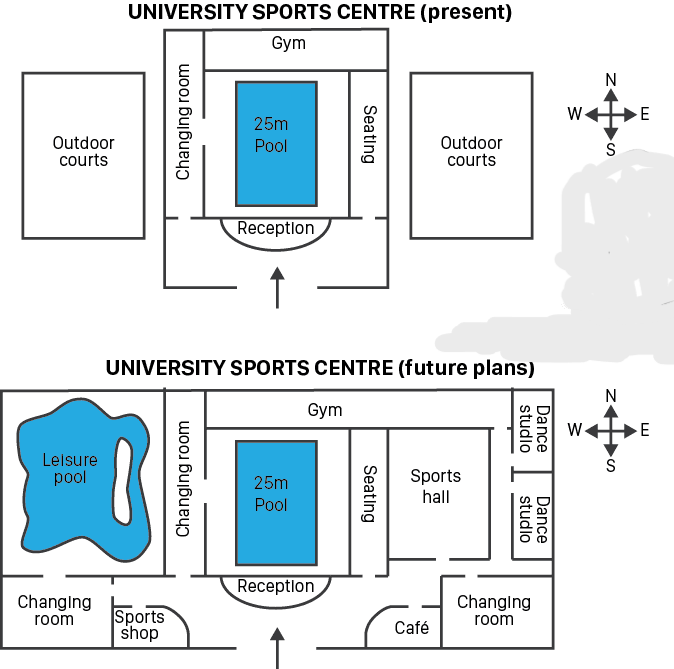 UNIVERSITY SPORTS CENTRE (present)
Gym
Changing room
25m
Pool
Seating
Reception
Outdoor
courts
Outdoor
courts
N
W
E
S
UNIVERSITY SPORTS CENTRE (future plans)
Gym
Leisure
pool
Changing room
25m
Pool
Seating
Sports
hall
Dance
studio
Dance
studio
Reception
Changing
room
Sports
shop
Café
Changing
room
N
W
E
S